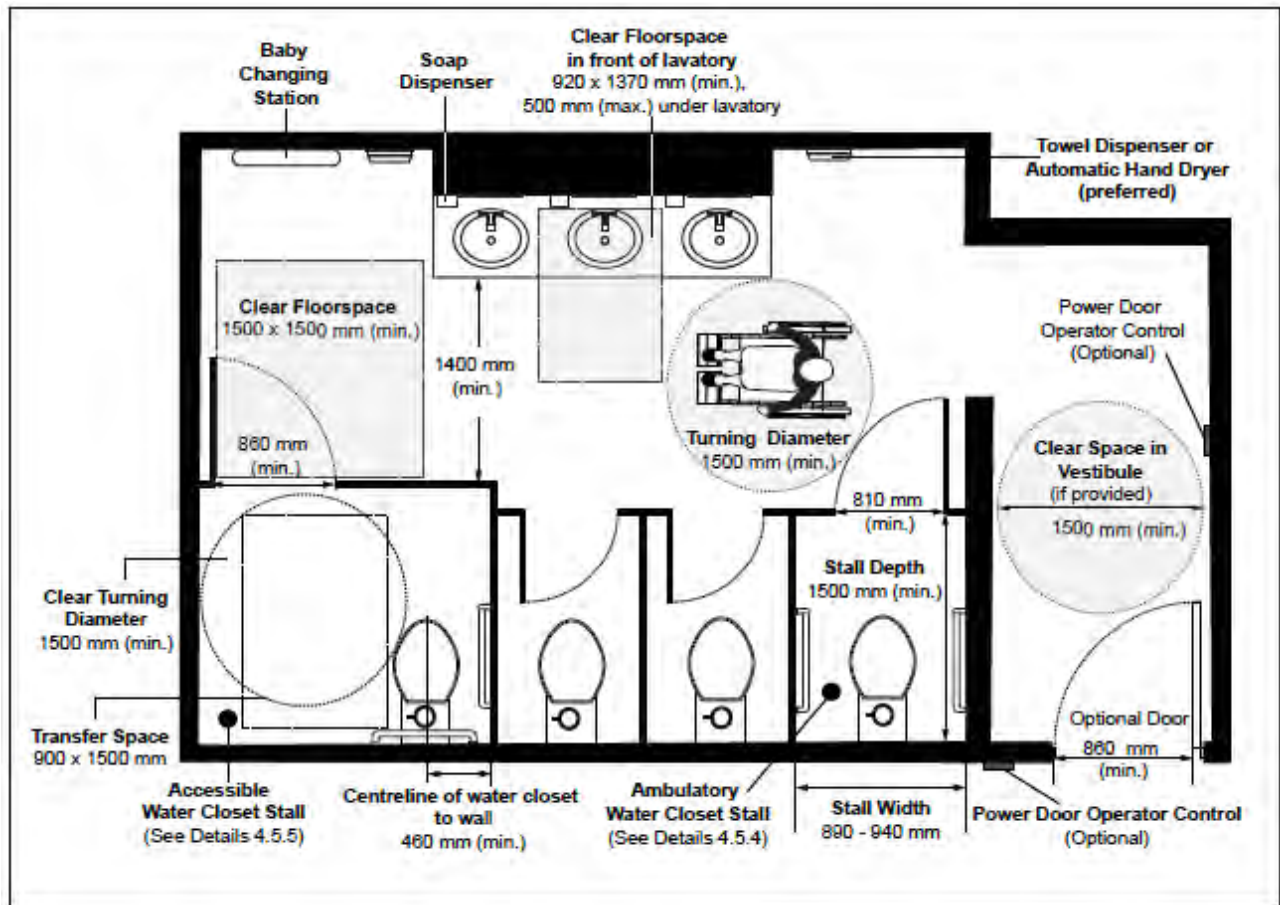 Baby
Changing
Station
Soap
Dispenser
Clear Floorspace
in front of lavatory
920 x 1370 mm (min.),
500 mm (max.) under lavatory
Towel Dispenser or
Automatic Hand Dryer
(preferred)
Clear Floorspace
1500 x 1500 mm (min.)
1400 mm
(min.)
Power Door
Operator Control
(Optional)
860 mm
(min.)
Turning Diameter
1500 mm (min.)
Clear Space in
Vestibule
(if provided)
1500 mm (min.)
810 mm
(min.)
Stall Depth
1500 mm (min.)
Clear Turning
Diameter
1500 mm (min.)
Transfer Space
900 x 1500 mm
Optional Door
860 mm
(min.)
Accessible
Water Closet Stall
(See Details 4.5.5)
Centreline of water closet
to wall
460 mm (min.)
Ambulatory
Water Closet Stall
(See Details 4.5.4)
Stall Width
890 - 940 mm
Power Door Operator Control
(Optional)